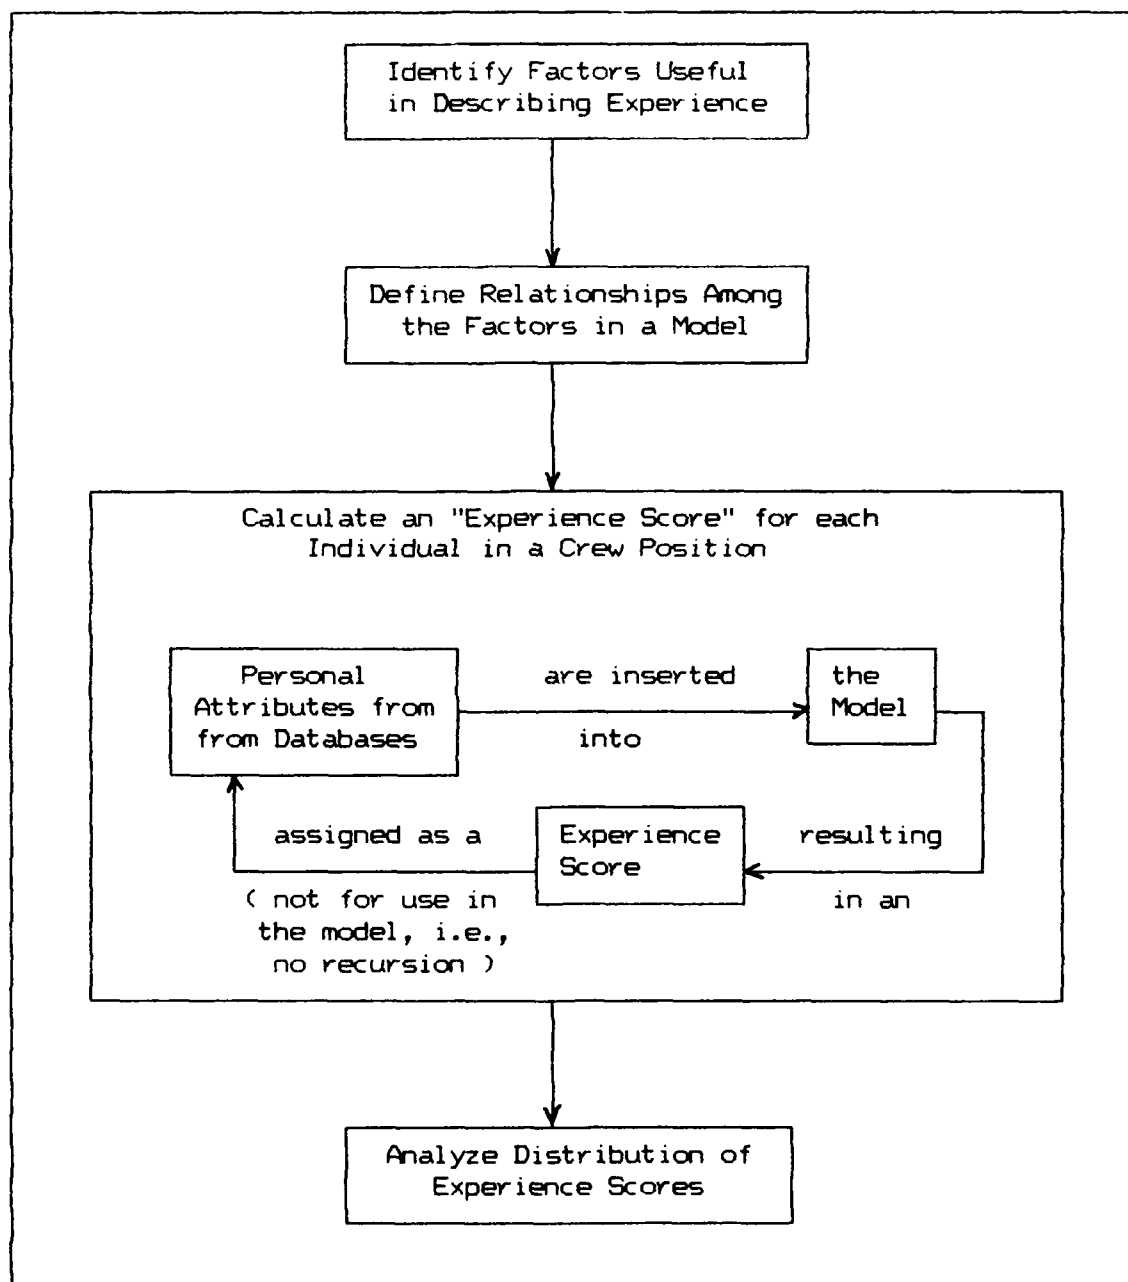 Identify Factors Useful
in Describing Experience
Define Relationships Among
the Factors in a Model
Calculate an "Experience Score" for each
Individual in a Crew Position
Personal
Attributes from
from Databases
are inserted
into
the
Model
resulting
in an
Experience
Score
assigned as a
( not for use in
the model, i.e.,
no recursion )
Analyze Distribution of
Experience Scores